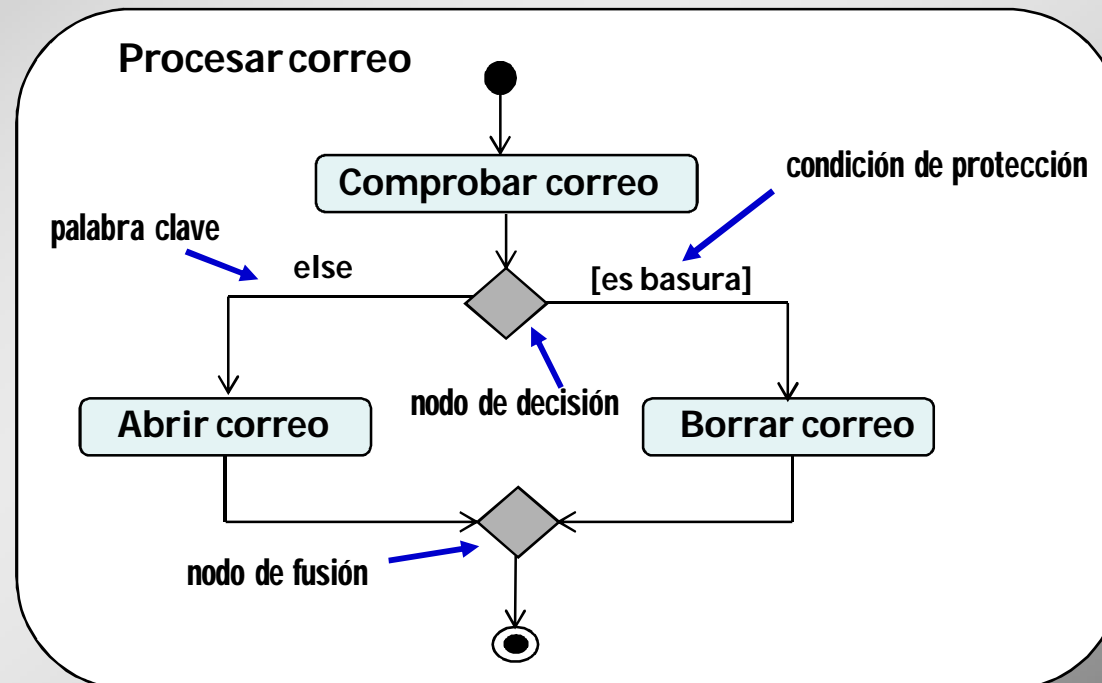 Procesar correo
Comprobar correo
condición de protección
palabra clave
else
[es basura]
nodo de decisión
Abrir correo
Borrar correo
nodo de fusión